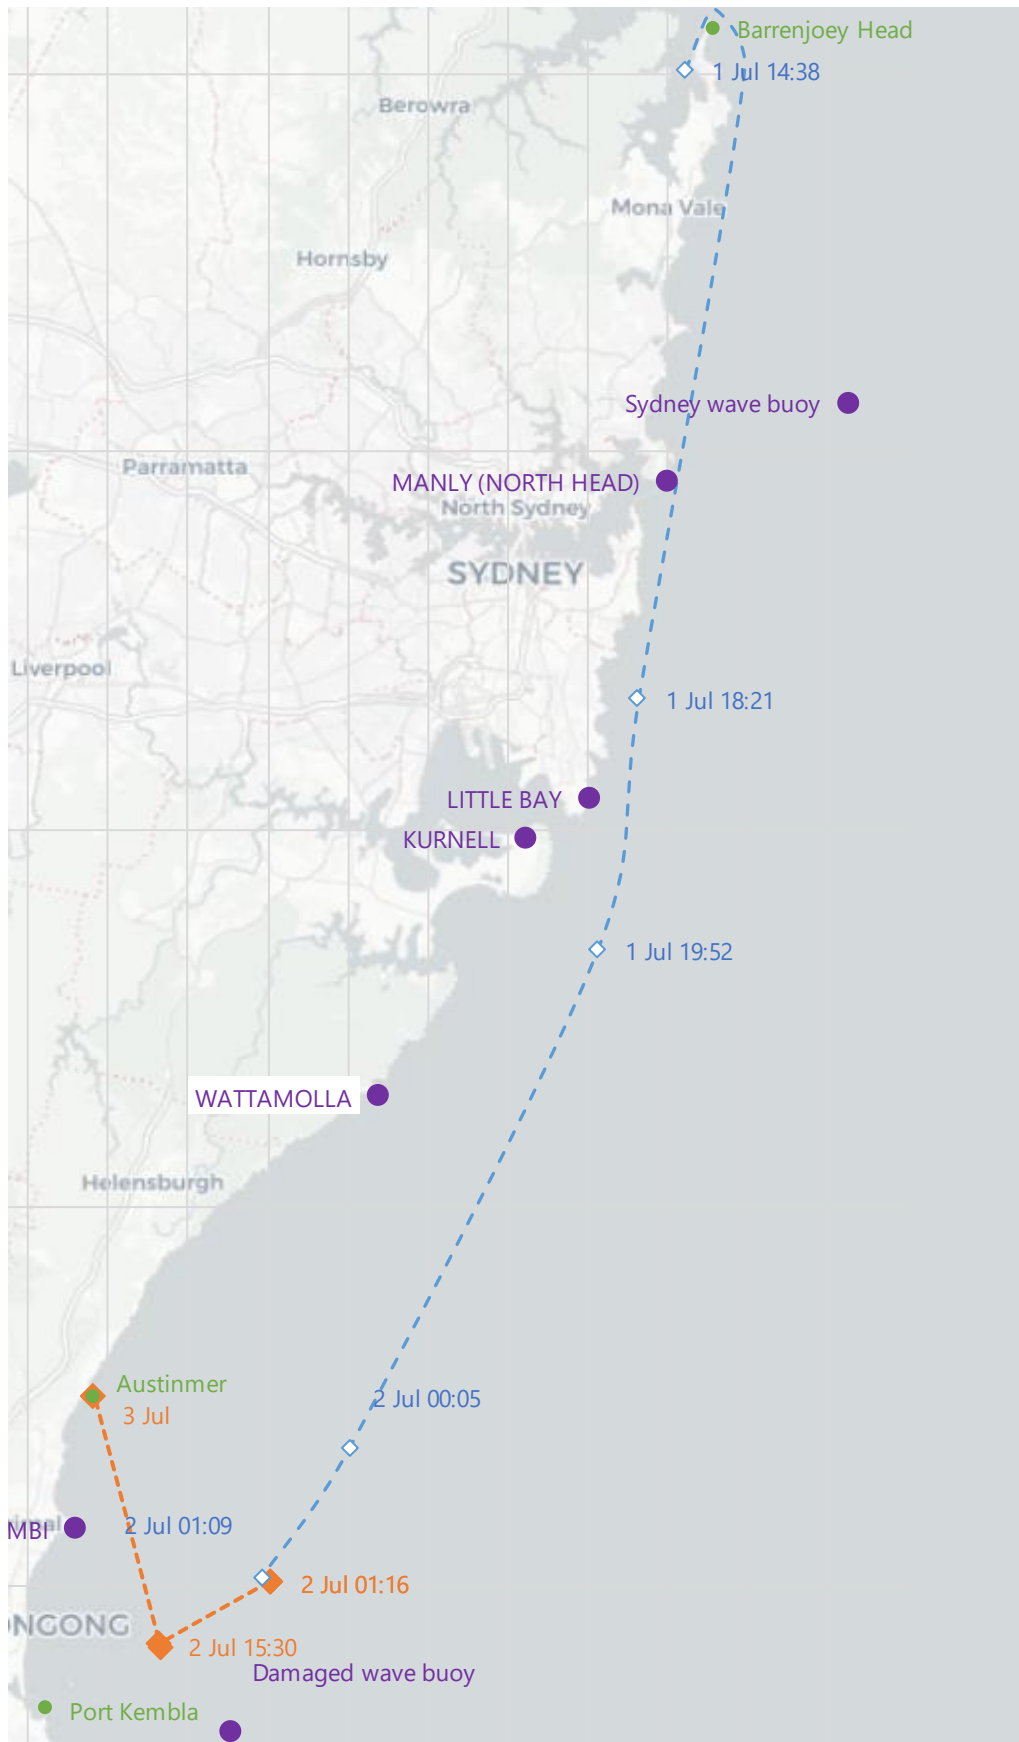 Barrenjoey Head
1 Jul 14:38
Berowra
Mona Vale
Hornsby
Sydney wave buoy
Parramatta
MANLY (NORTH HEAD)
North Sydney
SYDNEY
Liverpool
1 Jul 18:21
LITTLE BAY
KURNELL
1 Jul 19:52
WATTAMOLLA
Helensburgh
Austinmer
3 Jul
2 Jul 00:05
2 Jul 01:09
MBI
2 Jul 01:16
ONGONG
2 Jul 15:30
Damaged wave buoy
Port Kembla